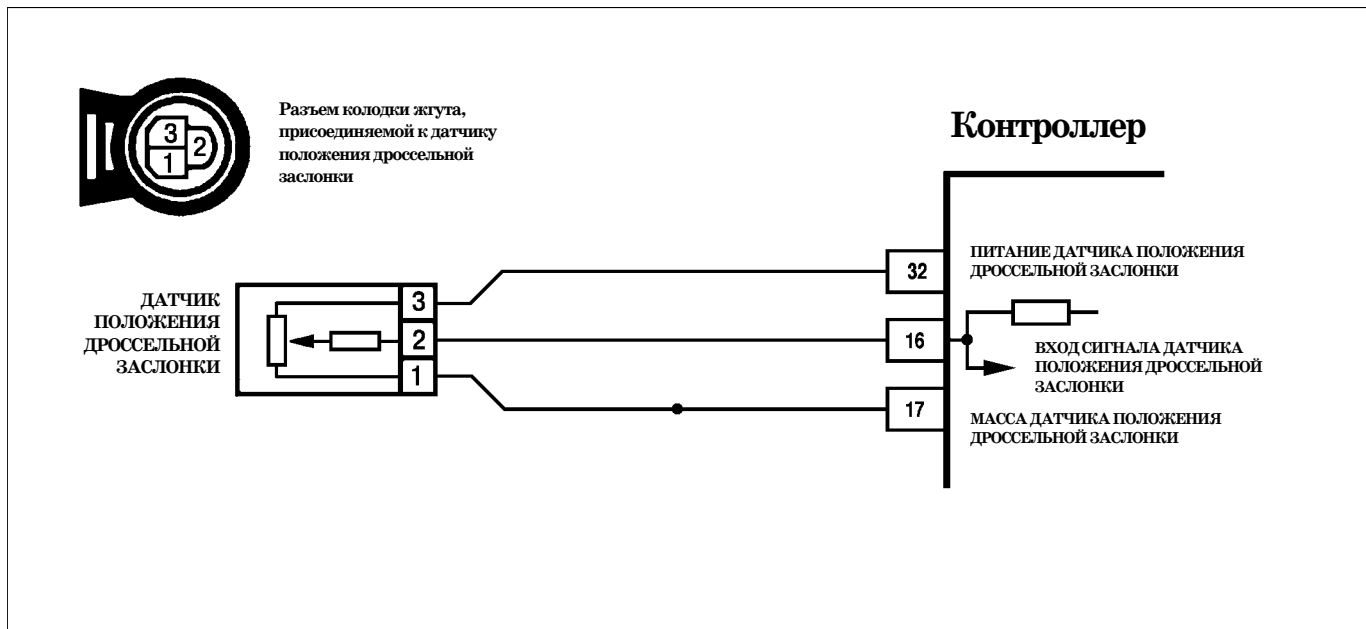 Разъем колодки жгута,
присоединяемой к датчику
положения дроссельной
заслонки
3
2
1
Контроллер
ДАТЧИК
ПОЛОЖЕНИЯ
ДРОССЕЛЬНОЙ
ЗАСЛОНКИ
3
2
1
32
16
17
ПИТАНИЕ ДАТЧИКА ПОЛОЖЕНИЯ
ДРОССЕЛЬНОЙ ЗАСЛОНКИ
ВХОД СИГНАЛА ДАТЧИКА
ПОЛОЖЕНИЯ ДРОССЕЛЬНОЙ
ЗАСЛОНКИ
МАССА ДАТЧИКА ПОЛОЖЕНИЯ
ДРОССЕЛЬНОЙ ЗАСЛОНКИ